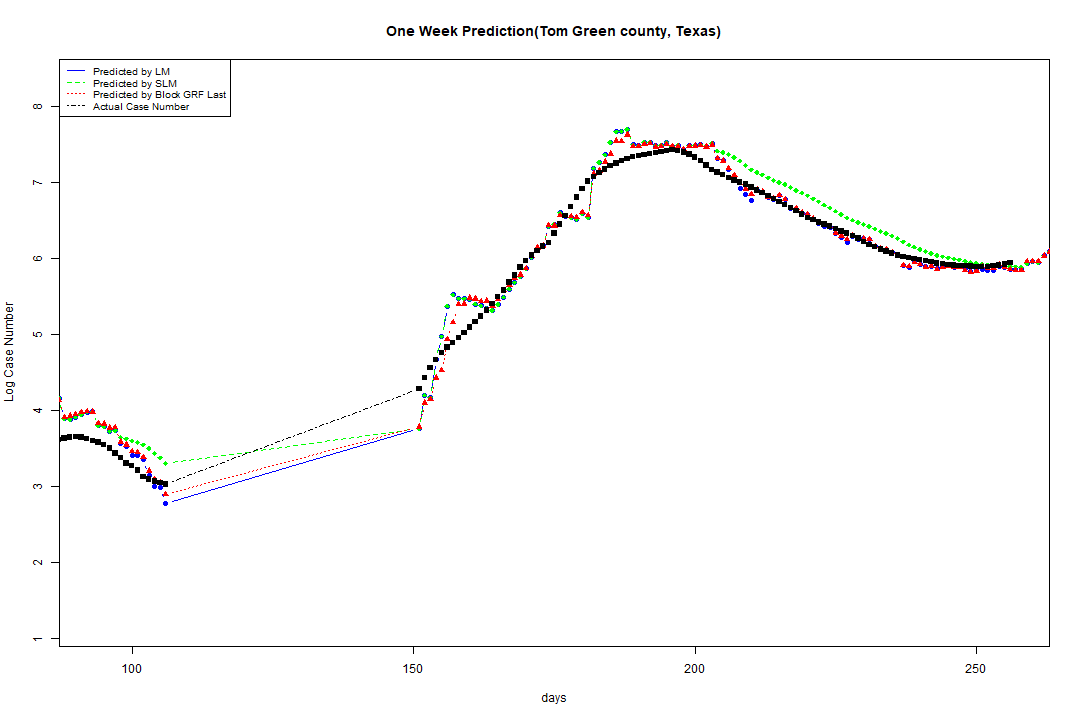 One Week Prediction(Tom Green county, Texas)
Predicted by LM
Predicted by SLM
Predicted by Block GRF Last
Actual Case Number
8
7
6
5
4
3
2
1
Log Case Number
100
150
200
250
days